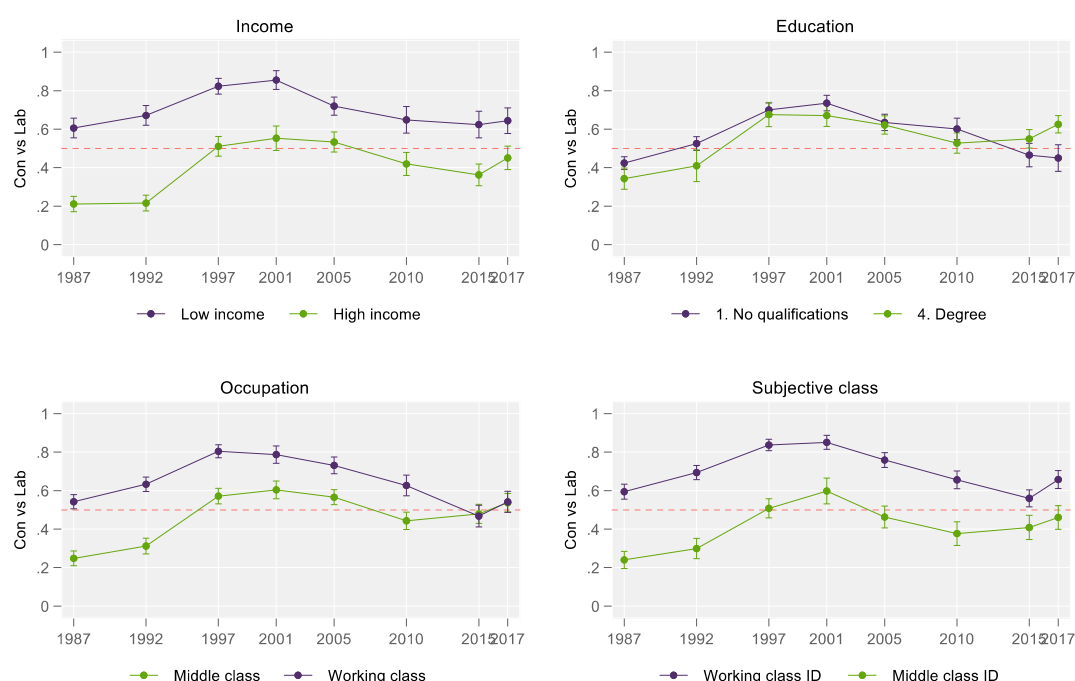 Income
Con vs Lab
1
.8
.6
.4
.2
0
1987 1992 1997 2001 2005 2010 2015 2017
Low income High income
Education
Con vs Lab
1
.8
.6
.4
.2
0
1987 1992 1997 2001 2005 2010 2015 2017
1. No qualifications 4. Degree
Occupation
Con vs Lab
1
.8
.6
.4
.2
0
1987 1992 1997 2001 2005 2010 2015 2017
Middle class Working class
Subjective class
Con vs Lab
1
.8
.6
.4
.2
0
1987 1992 1997 2001 2005 2010 2015 2017
Working class ID Middle class ID